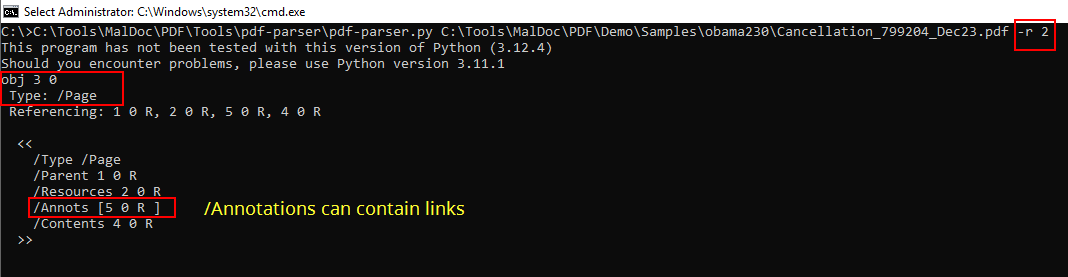 Select Administrator: C:\Windows\system32\cmd.exe
C:\>C:\Tools\MalDoc\PDF\Tools\pdf-parser\pdf-parser.py C:\Tools\MalDoc\PDF\Demo\Samples\obama230\Cancellation_799204_Dec23.pdf -r 2
This program has not been tested with this version of Python (3.12.4)
Should you encounter problems, please use Python version 3.11.1
obj 3 0
Type: /Page
Referencing: 1 0 R, 2 0 R, 5 0 R, 4 0 R
<<
/Type /Page
/Parent 1 0 R
/Resources 2 0 R
/Annots [5 0 R ] /Annotations can contain links
/Contents 4 0 R
>>